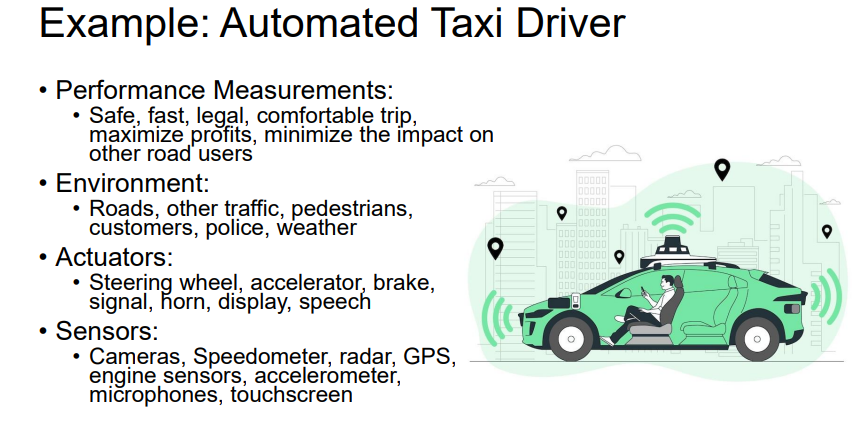 Example: Automated Taxi Driver
• Performance Measurements:
• Safe, fast, legal, comfortable trip,
maximize profits, minimize the impact on
other road users
• Environment:
• Roads, other traffic, pedestrians,
customers, police, weather
• Actuators:
• Steering wheel, accelerator, brake,
signal, horn, display, speech
• Sensors:
• Cameras, Speedometer, radar, GPS,
engine sensors, accelerometer,
microphones, touchscreen